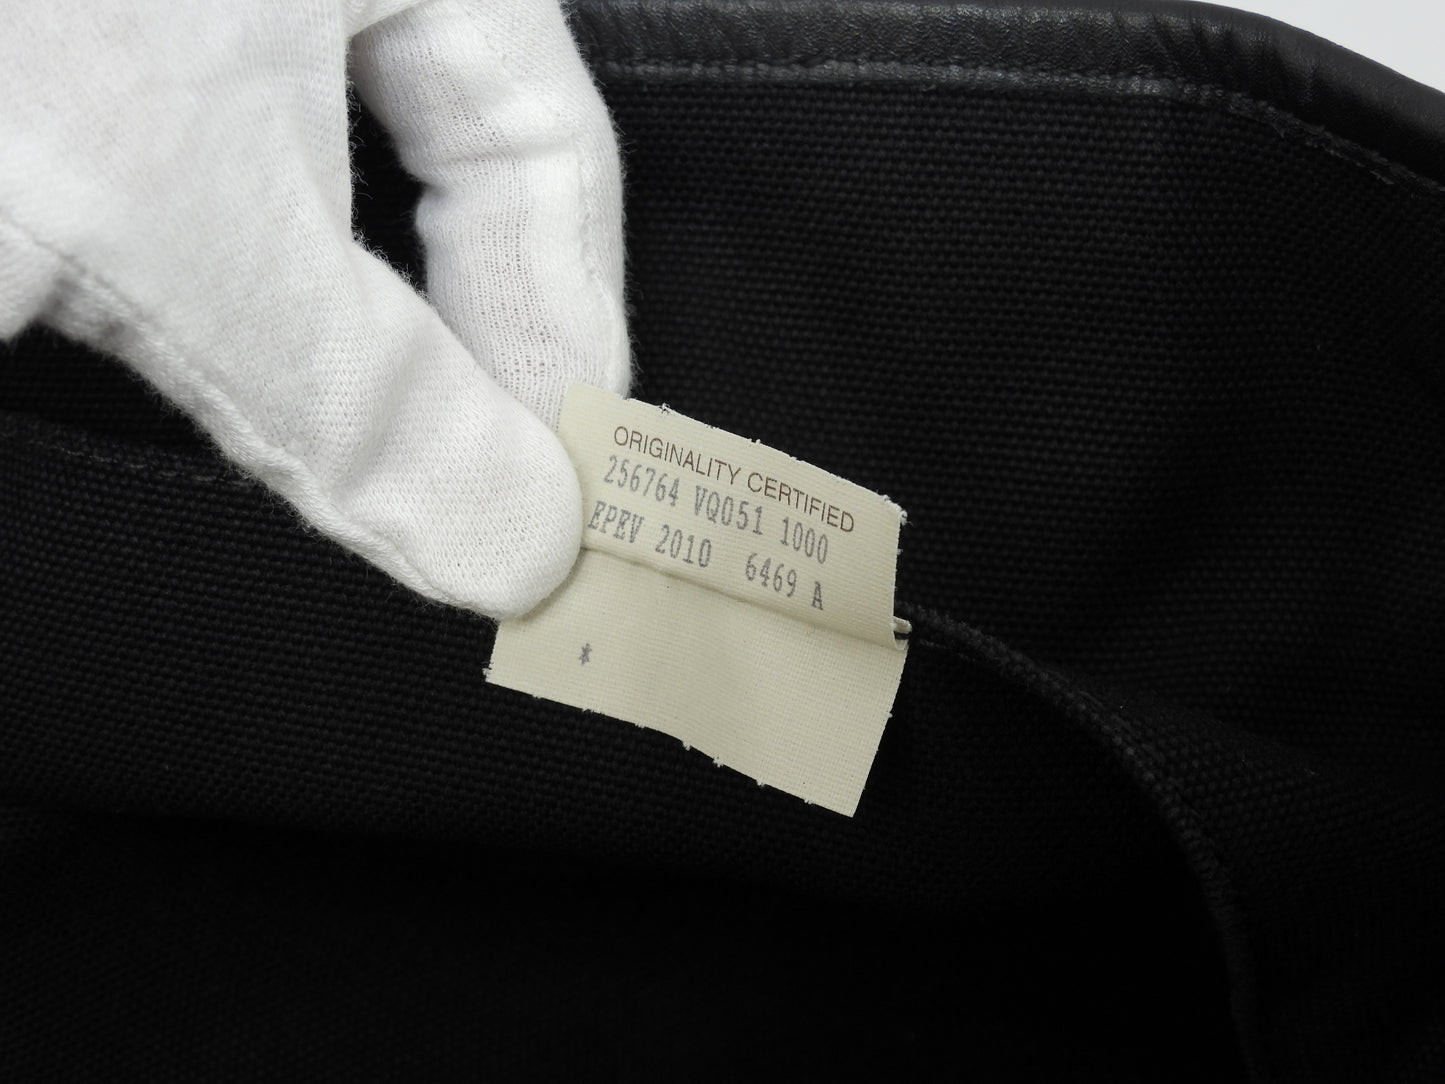 ORIGINALITY CERTIFIED
256764 VQ051 1000
EPEV 2010 6469 A
*